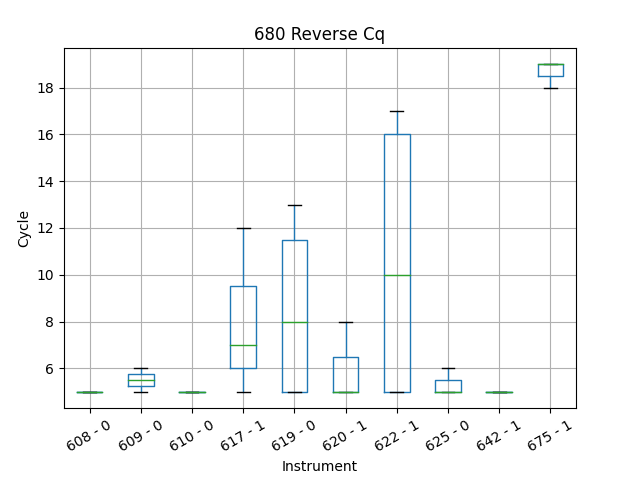 680 Reverse Cq
18
16
14
12
10
8
6
Cycle
608 - 0
609 - 0
610 - 0
617 - 1
619 - 0
620 - 1
622 - 1
625 - 0
642 - 1
675 - 1
Instrument